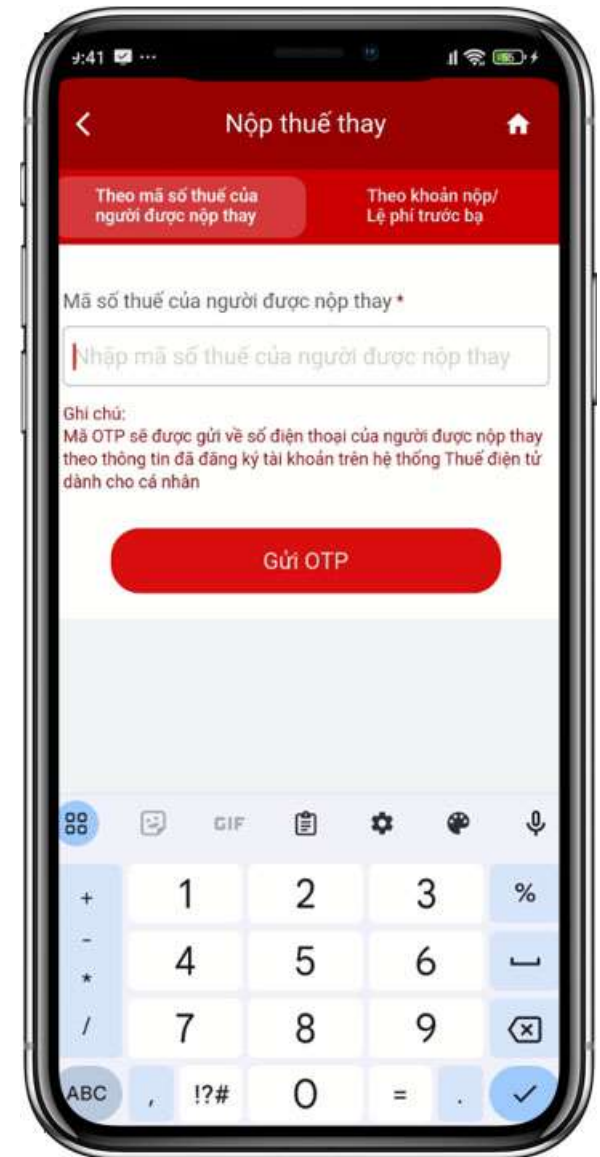 9:41
Nộp thuế thay
Theo mã số thuế của
người được nộp thay
Theo khoản nộp/
Lệ phí trước bạ
Mã số thuế của người được nộp thay *
Nhập mã số thuế của người được nộp thay
Ghi chú:
Mã OTP sẽ được gửi về số điện thoại của người được nộp thay
theo thông tin đã đăng ký tài khoản trên hệ thống Thuế điện tử
dành cho cá nhân
Gửi OTP
GIF
+ 1 2 3 %
- 4 5 6
*
/ 7 8 9
ABC , !?# 0 = .